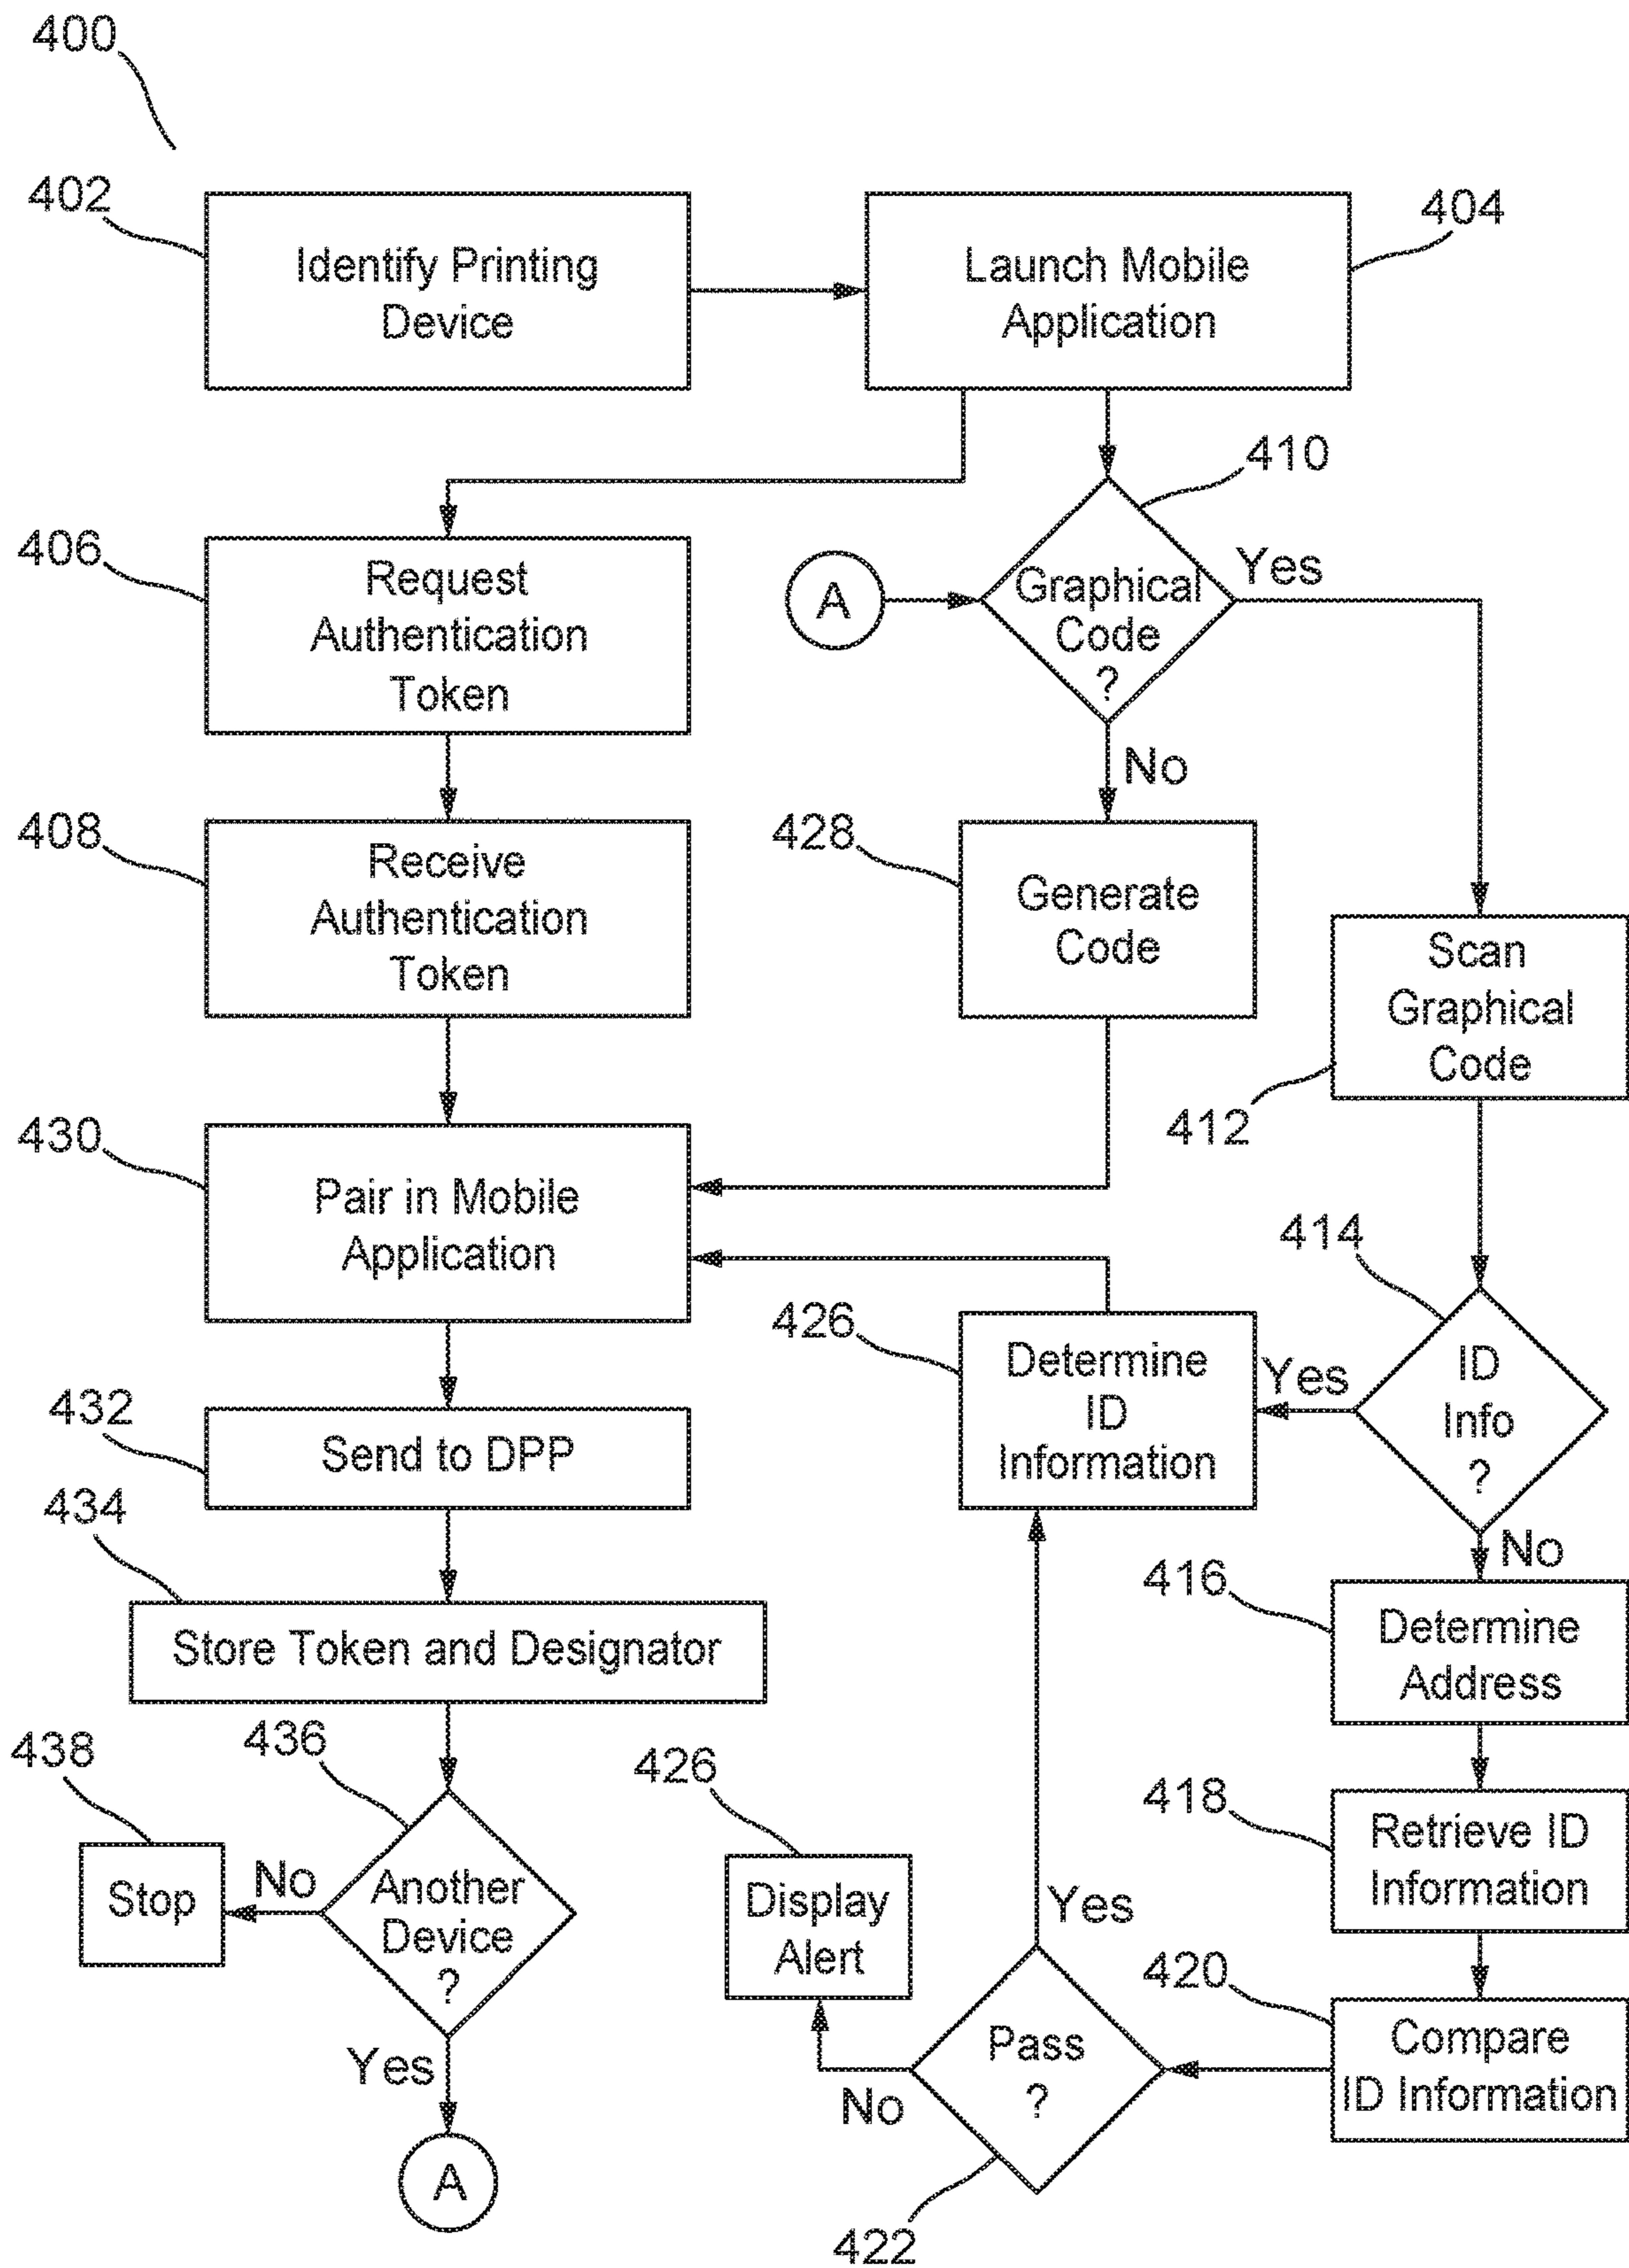 400
402
Identify Printing
Device
404
Launch Mobile
Application
406
Request
Authentication
Token
410
A
Graphical
Code
?
Yes
No
408
Receive
Authentication
Token
428
Generate
Code
Scan
Graphical
Code
412
430
Pair in Mobile
Application
414
ID
Info
?
Yes
No
426
Determine
ID
Information
432
Send to DPP
434
Store Token and Designator
416
Determine
Address
436
Another
Device
?
No
438
Stop
Yes
A
418
Retrieve ID
Information
420
Compare
ID Information
Pass
?
422
Yes
No
426
Display
Alert